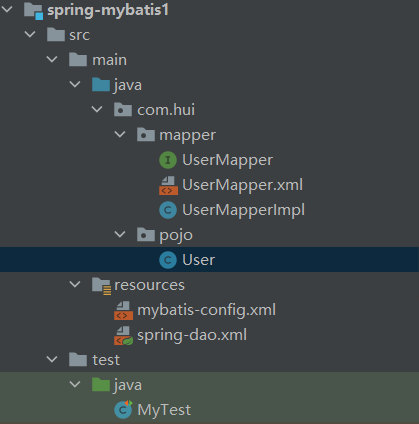 spring-mybatis1
src
main
java
com.hui
mapper
UserMapper
UserMapper.xml
UserMapperImpl
pojo
User
resources
mybatis-config.xml
spring-dao.xml
test
java
MyTest